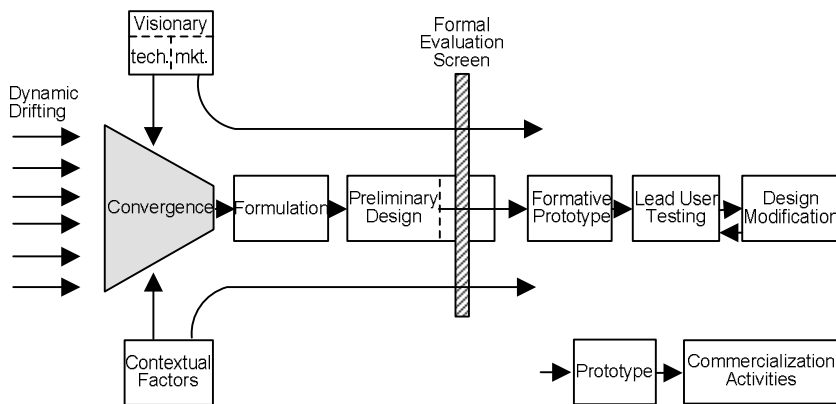 Visionary
tech. mkt.
Formal
Evaluation
Screen
Dynamic
Drifting
Convergence
Formulation
Preliminary
Design
Formative
Prototype
Lead User
Testing
Design
Modification
Contextual
Factors
Prototype
Commercialization
Activities